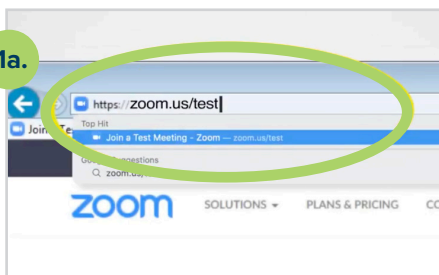 1a.
https://zoom.us/test
Top Hit
Join a Test Meeting - Zoom — zoom.us/test
zoom.us/
zoom
SOLUTIONS
PLANS & PRICING